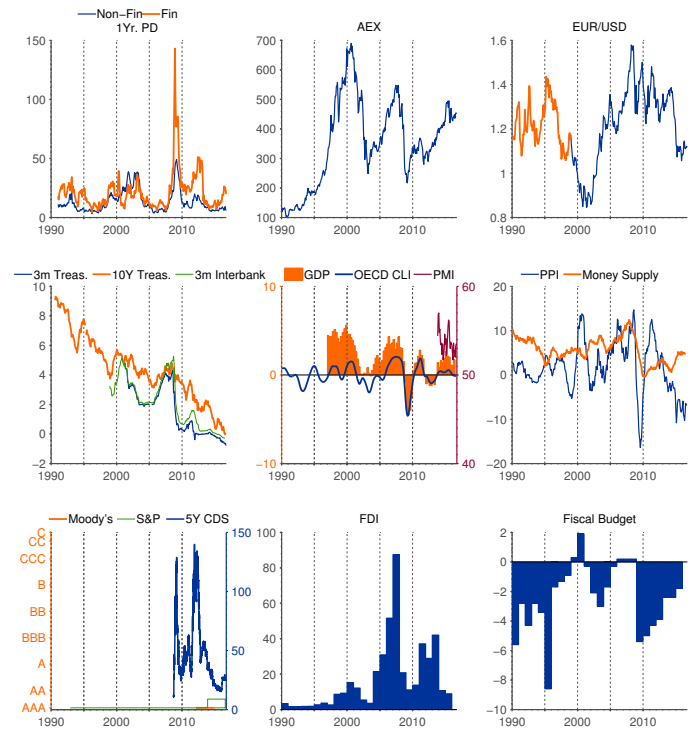 Non−Fin Fin
1Yr. PD
150
100
50
0
1990 2000 2010
AEX
700
600
500
400
300
200
100
1990 2000 2010
EUR/USD
1.6
1.4
1.2
1
0.8
1990 2000 2010
3m Treas. 10Y Treas. 3m Interbank
10
8
6
4
2
0
−2
1990 2000 2010
GDP OECD CLI PMI
10 60
0 50
−10 40
1990 2000 2010
PPI Money Supply
20
10
0
−10
−20
1990 2000 2010
Moody's S&P 5Y CDS
C 150
CC
CCC
B 100
BB
BBB 50
A
AA
AAA 0
1990 2000 2010
FDI
100
80
60
40
20
0
1990 2000 2010
Fiscal Budget
2
0
−2
−4
−6
−8
−10
1990 2000 2010